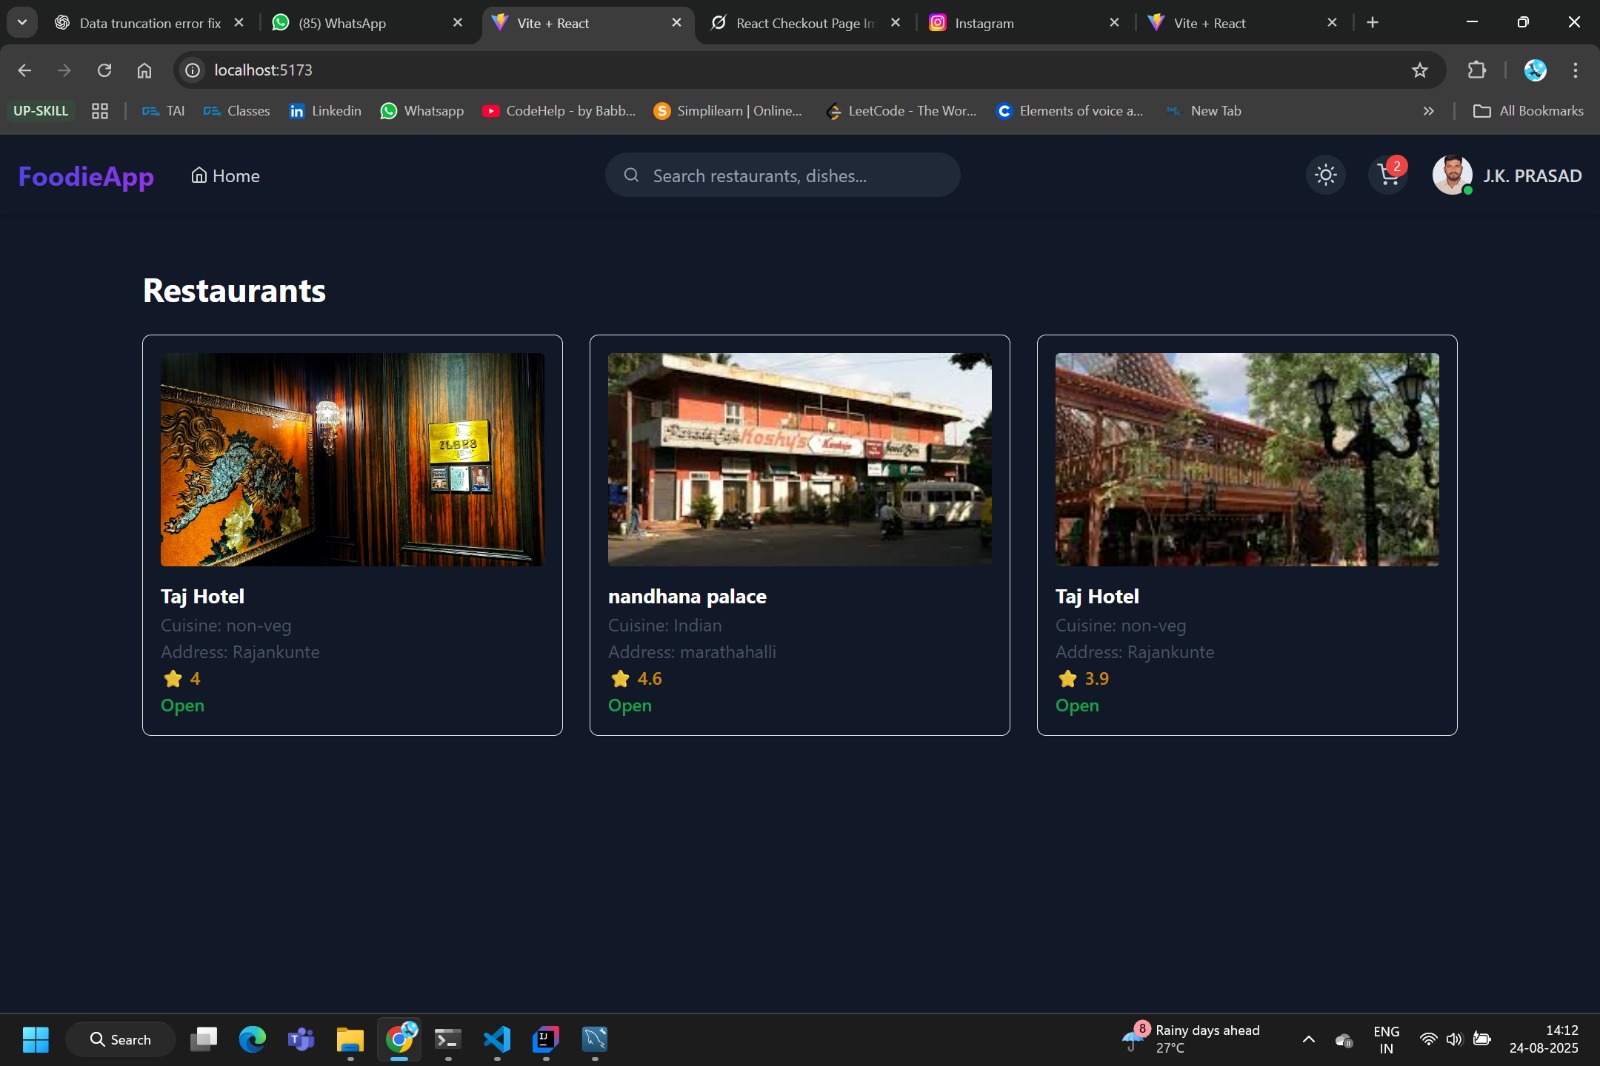 Data truncation error fix
(85) WhatsApp
Vite + React
React Checkout Page In
Instagram
Vite + React
localhost:5173
UP-SKILL
TAI
Classes
Linkedin
Whatsapp
CodeHelp - by Babb...
Simplilearn | Online...
LeetCode - The Wor...
Elements of voice a...
New Tab
All Bookmarks
FoodieApp
Home
Search restaurants, dishes...
2
J.K. PRASAD
Restaurants
Koshy's
Taj Hotel
Cuisine: non-veg
Address: Rajankunte
4
Open
nandhana palace
Cuisine: Indian
Address: marathahalli
4.6
Open
Taj Hotel
Cuisine: non-veg
Address: Rajankunte
3.9
Open
Search
8
Rainy days ahead
27°C
ENG
IN
14:12
24-08-2025